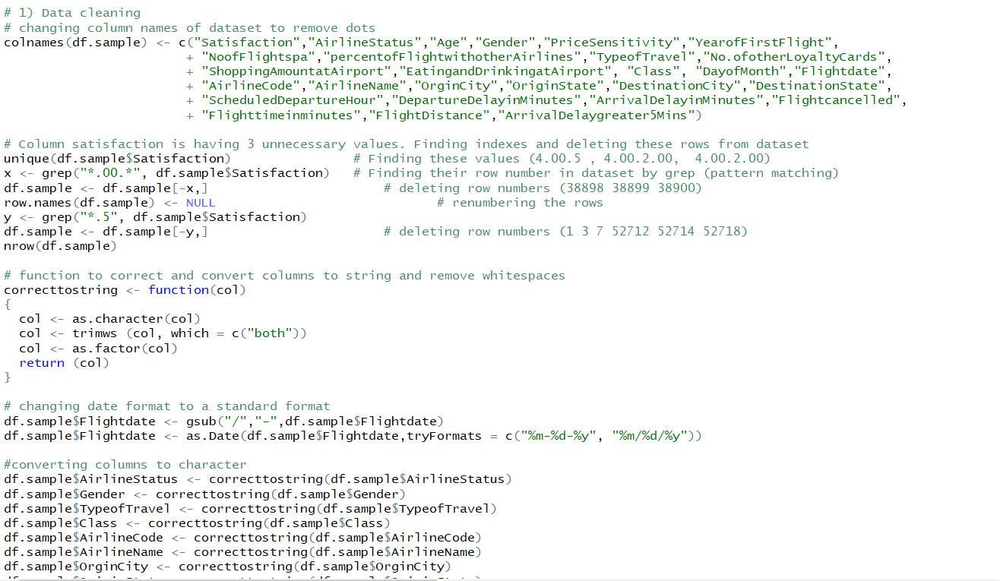 # 1) Data cleaning
# changing column names of dataset to remove dots
colnames(df.sample) <- c("Satisfaction","AirlineStatus","Age","Gender","PriceSensitivity","YearofFirstFlight",
+ "NoofFlightspa","percentofFlightwithotherAirlines","TypeofTravel","No.ofotherLoyaltyCards",
+ "ShoppingAmountatAirport","EatingandDrinkingatAirport", "Class", "DayofMonth","Flightdate",
+ "AirlineCode","AirlineName","OrginCity","OriginState","DestinationCity","DestinationState",
+ "ScheduledDepartureHour","DepartureDelayinMinutes","ArrivalDelayinMinutes","Flightcancelled",
+ "Flighttimeinminutes","FlightDistance","ArrivalDelaygreater5Mins")
# Column satisfaction is having 3 unnecessary values. Finding indexes and deleting these rows from dataset
unique(df.sample$Satisfaction) # Finding these values (4.00.5 , 4.00.2.00,  4.00.2.00)
x <- grep("*.00.*", df.sample$Satisfaction) # Finding their row number in dataset by grep (pattern matching)
df.sample <- df.sample[-x,] # deleting row numbers (38898 38899 38900)
row.names(df.sample) <- NULL # renumbering the rows
y <- grep("*.5", df.sample$Satisfaction)
df.sample <- df.sample[-y,] # deleting row numbers (1 3 7 52712 52714 52718)
nrow(df.sample)
# function to correct and convert columns to string and remove whitespaces
correcttostring <- function(col)
{
col <- as.character(col)
col <- trimws (col, which = c("both"))
col <- as.factor(col)
return (col)
}
# changing date format to a standard format
df.sample$Flightdate <- gsub("/","-",df.sample$Flightdate)
df.sample$Flightdate <- as.Date(df.sample$Flightdate,tryFormats = c("%m-%d-%y", "%m/%d/%y"))
#converting columns to character
df.sample$AirlineStatus <- correcttostring(df.sample$AirlineStatus)
df.sample$Gender <- correcttostring(df.sample$Gender)
df.sample$TypeofTravel <- correcttostring(df.sample$TypeofTravel)
df.sample$Class <- correcttostring(df.sample$Class)
df.sample$AirlineCode <- correcttostring(df.sample$AirlineCode)
df.sample$AirlineName <- correcttostring(df.sample$AirlineName)
df.sample$OrginCity <- correcttostring(df.sample$OrginCity)